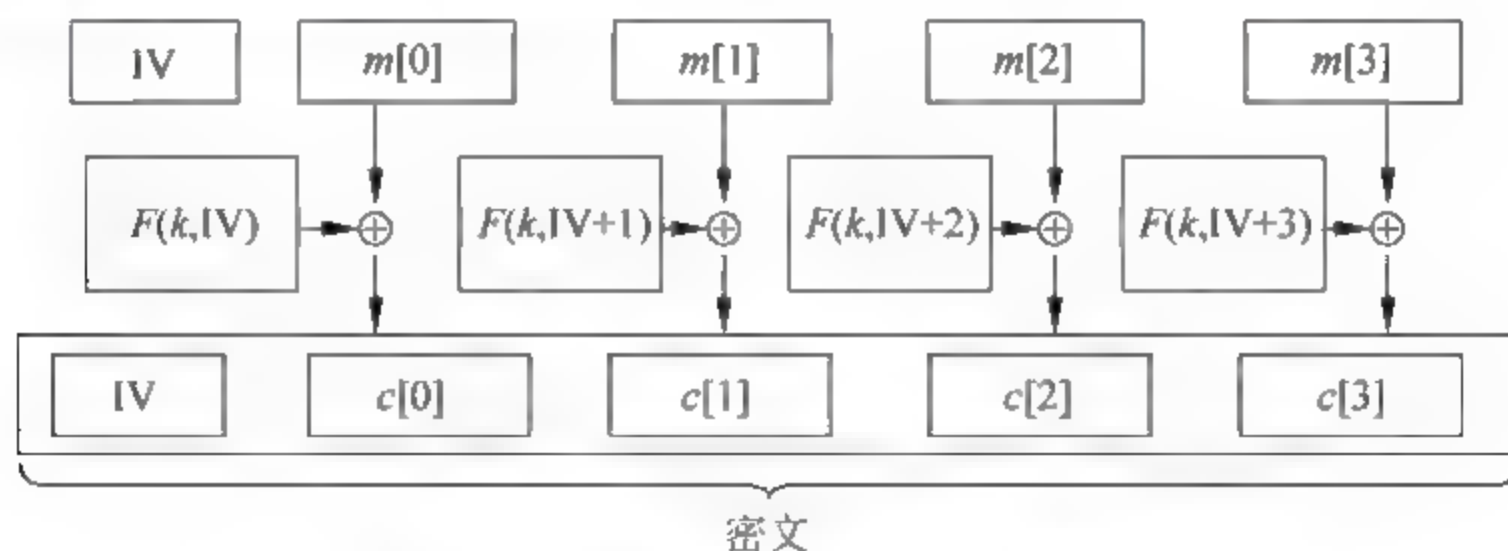 IV m[0] m[1] m[2] m[3]
F(k,IV) ⊕ F(k,IV+1) ⊕ F(k,IV+2) ⊕ F(k,IV+3) ⊕
IV c[0] c[1] c[2] c[3]
密文